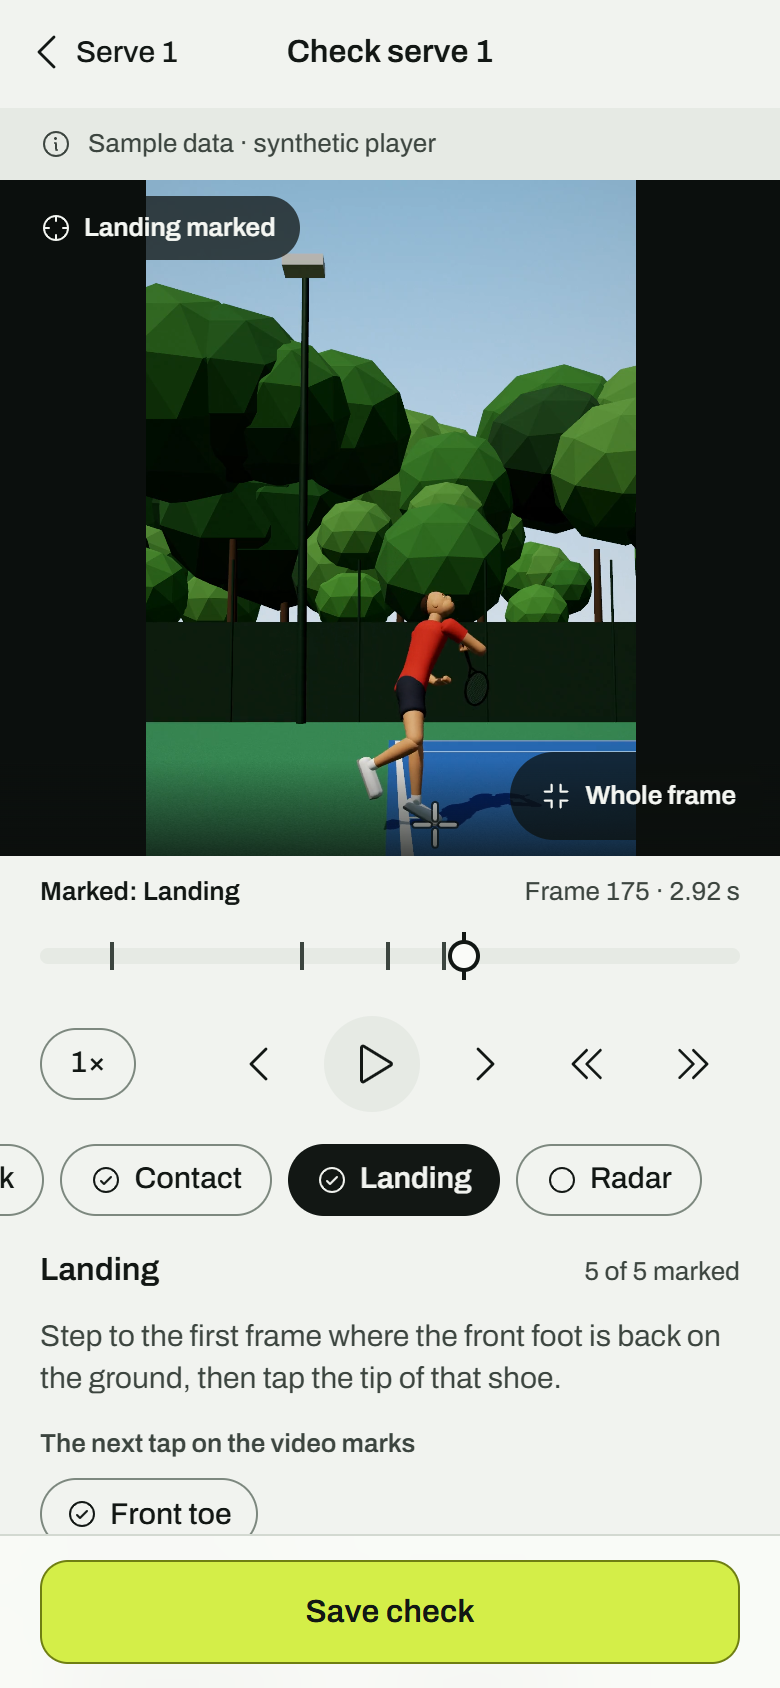 Serve 1
Check serve 1
Sample data · synthetic player
Landing marked
Whole frame
Marked: Landing
Frame 175 · 2.92 s
1×
k
Contact
Landing
Radar
Landing
5 of 5 marked
Step to the first frame where the front foot is back on
the ground, then tap the tip of that shoe.
The next tap on the video marks
Front toe
Save check